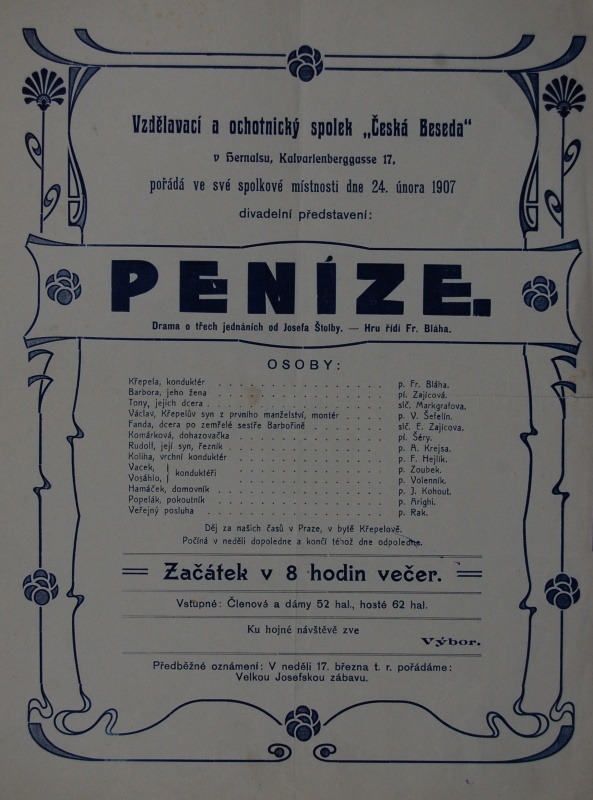 Vzdělavací a ochotnický spolek „Česká Beseda“
v Hernalsu, Kalvarienberggasse 17,
pořádá ve své spolkové místnosti dne 24. února 1907
divadelní představení:
PENÍZE.
Drama o třech jednáních od Josefa Štolby. — Hru řídí Fr. Bláha.
OSOBY:
Křepela, konduktér . . . . . . . . . . . . . . . p. Fr. Bláha.
Barbora, jeho žena . . . . . . . . . . . . . . . pí. Zajícová.
Tony, jejich dcera . . . . . . . . . . . . . . . slč. Markgrafova.
Václav, Křepelův syn z prvního manželství, montér . . . . p. V. Šefelín.
Fanda, dcera po zemřelé sestře Barbořině . . . . . . slč. E. Zajícova.
Komárková, dohazovačka . . . . . . . . . . . . . pí. Šéry.
Rudolf, její syn, řezník . . . . . . . . . . . . . . p. A. Krejsa.
Koliha, vrchní konduktér . . . . . . . . . . . . . p. F. Hejlík.
Vacek, } konduktéři . . . . . . . . . . . . . p. Zoubek.
Vosáhlo, } . . . . . . . . . . . . . p. Volenník.
Hamáček, domovník . . . . . . . . . . . . . . . p. J. Kohout.
Popelák, pokoutník . . . . . . . . . . . . . . . p. Arighi.
Veřejný posluha . . . . . . . . . . . . . . . . p. Rak.
Děj za našich časů v Praze, v bytě Křepelově.
Počíná v neděli dopoledne a končí téhož dne odpoledne.
Začátek v 8 hodin večer.
Vstupné: Členová a dámy 52 hal., hosté 62 hal.
Ku hojné návštěvě zve
Výbor.
Předběžné oznámení: V neděli 17. března t. r. pořádáme:
Velkou Josefskou zábavu.